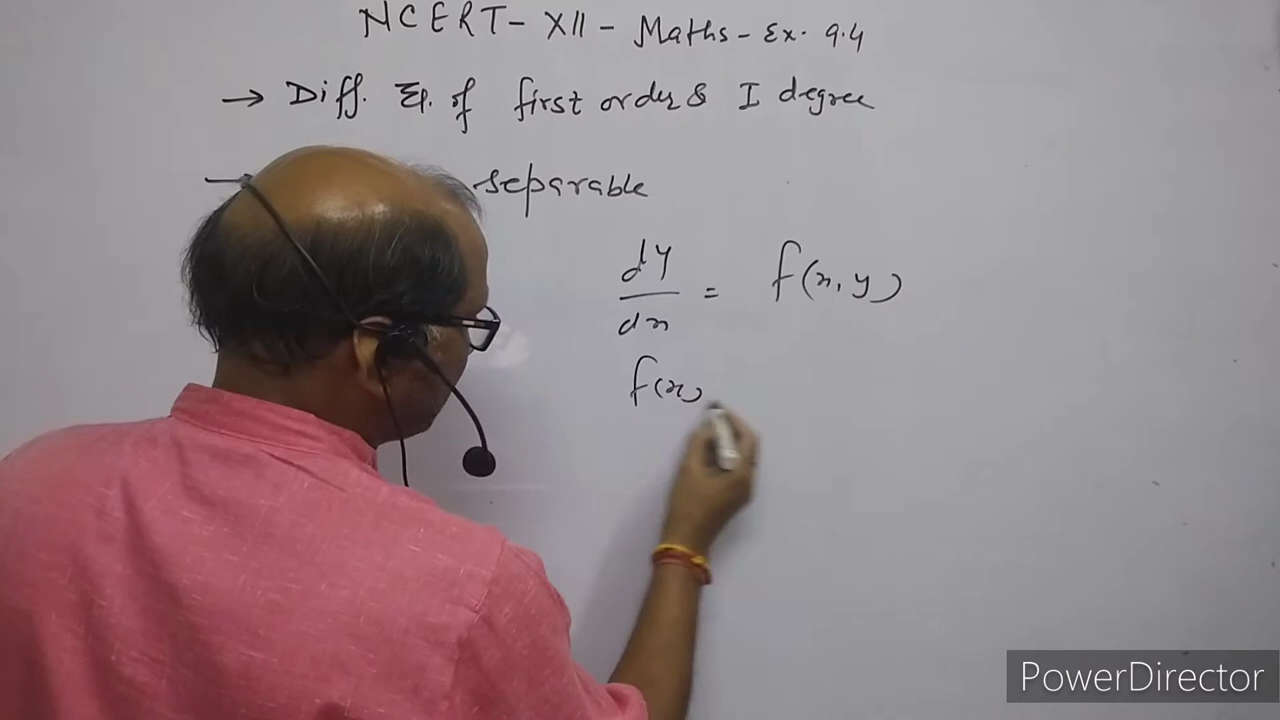 NCERT - XII - Maths - Ex. 9.4
→ Diff. Eq. of first order & I degree
separable
dy
dx = f(x, y)
f(x)
PowerDirector